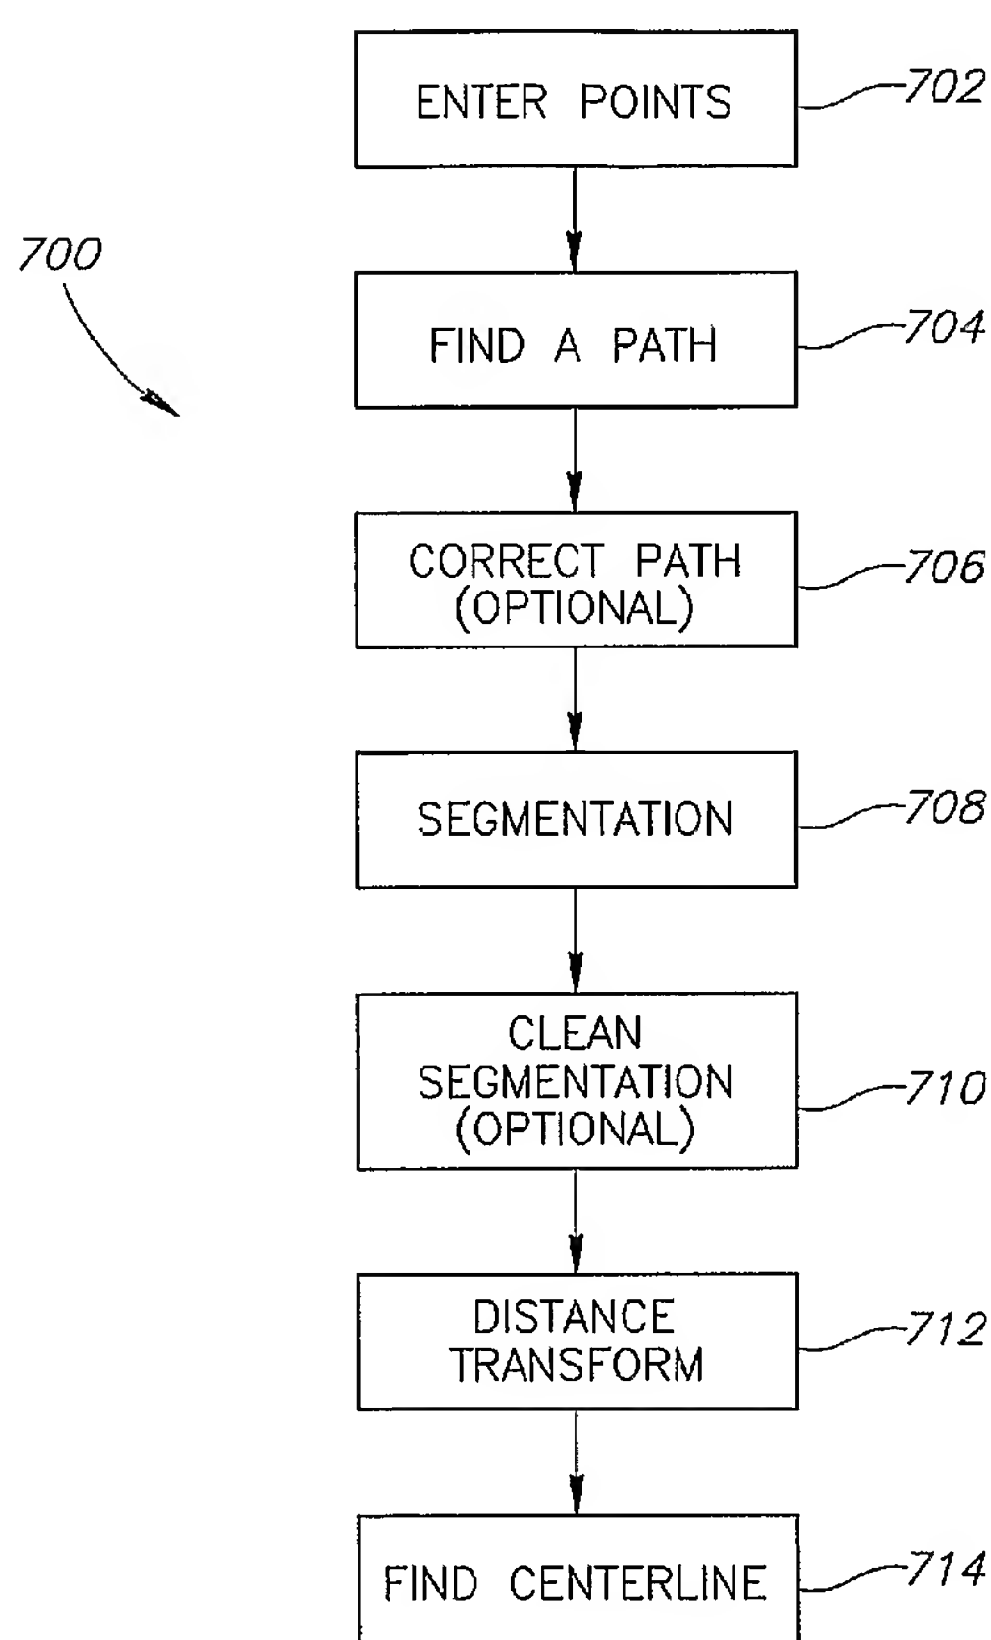 ENTER POINTS
702
700
FIND A PATH
704
CORRECT PATH
(OPTIONAL)
706
SEGMENTATION
708
CLEAN
SEGMENTATION
(OPTIONAL)
710
DISTANCE
TRANSFORM
712
FIND CENTERLINE
714